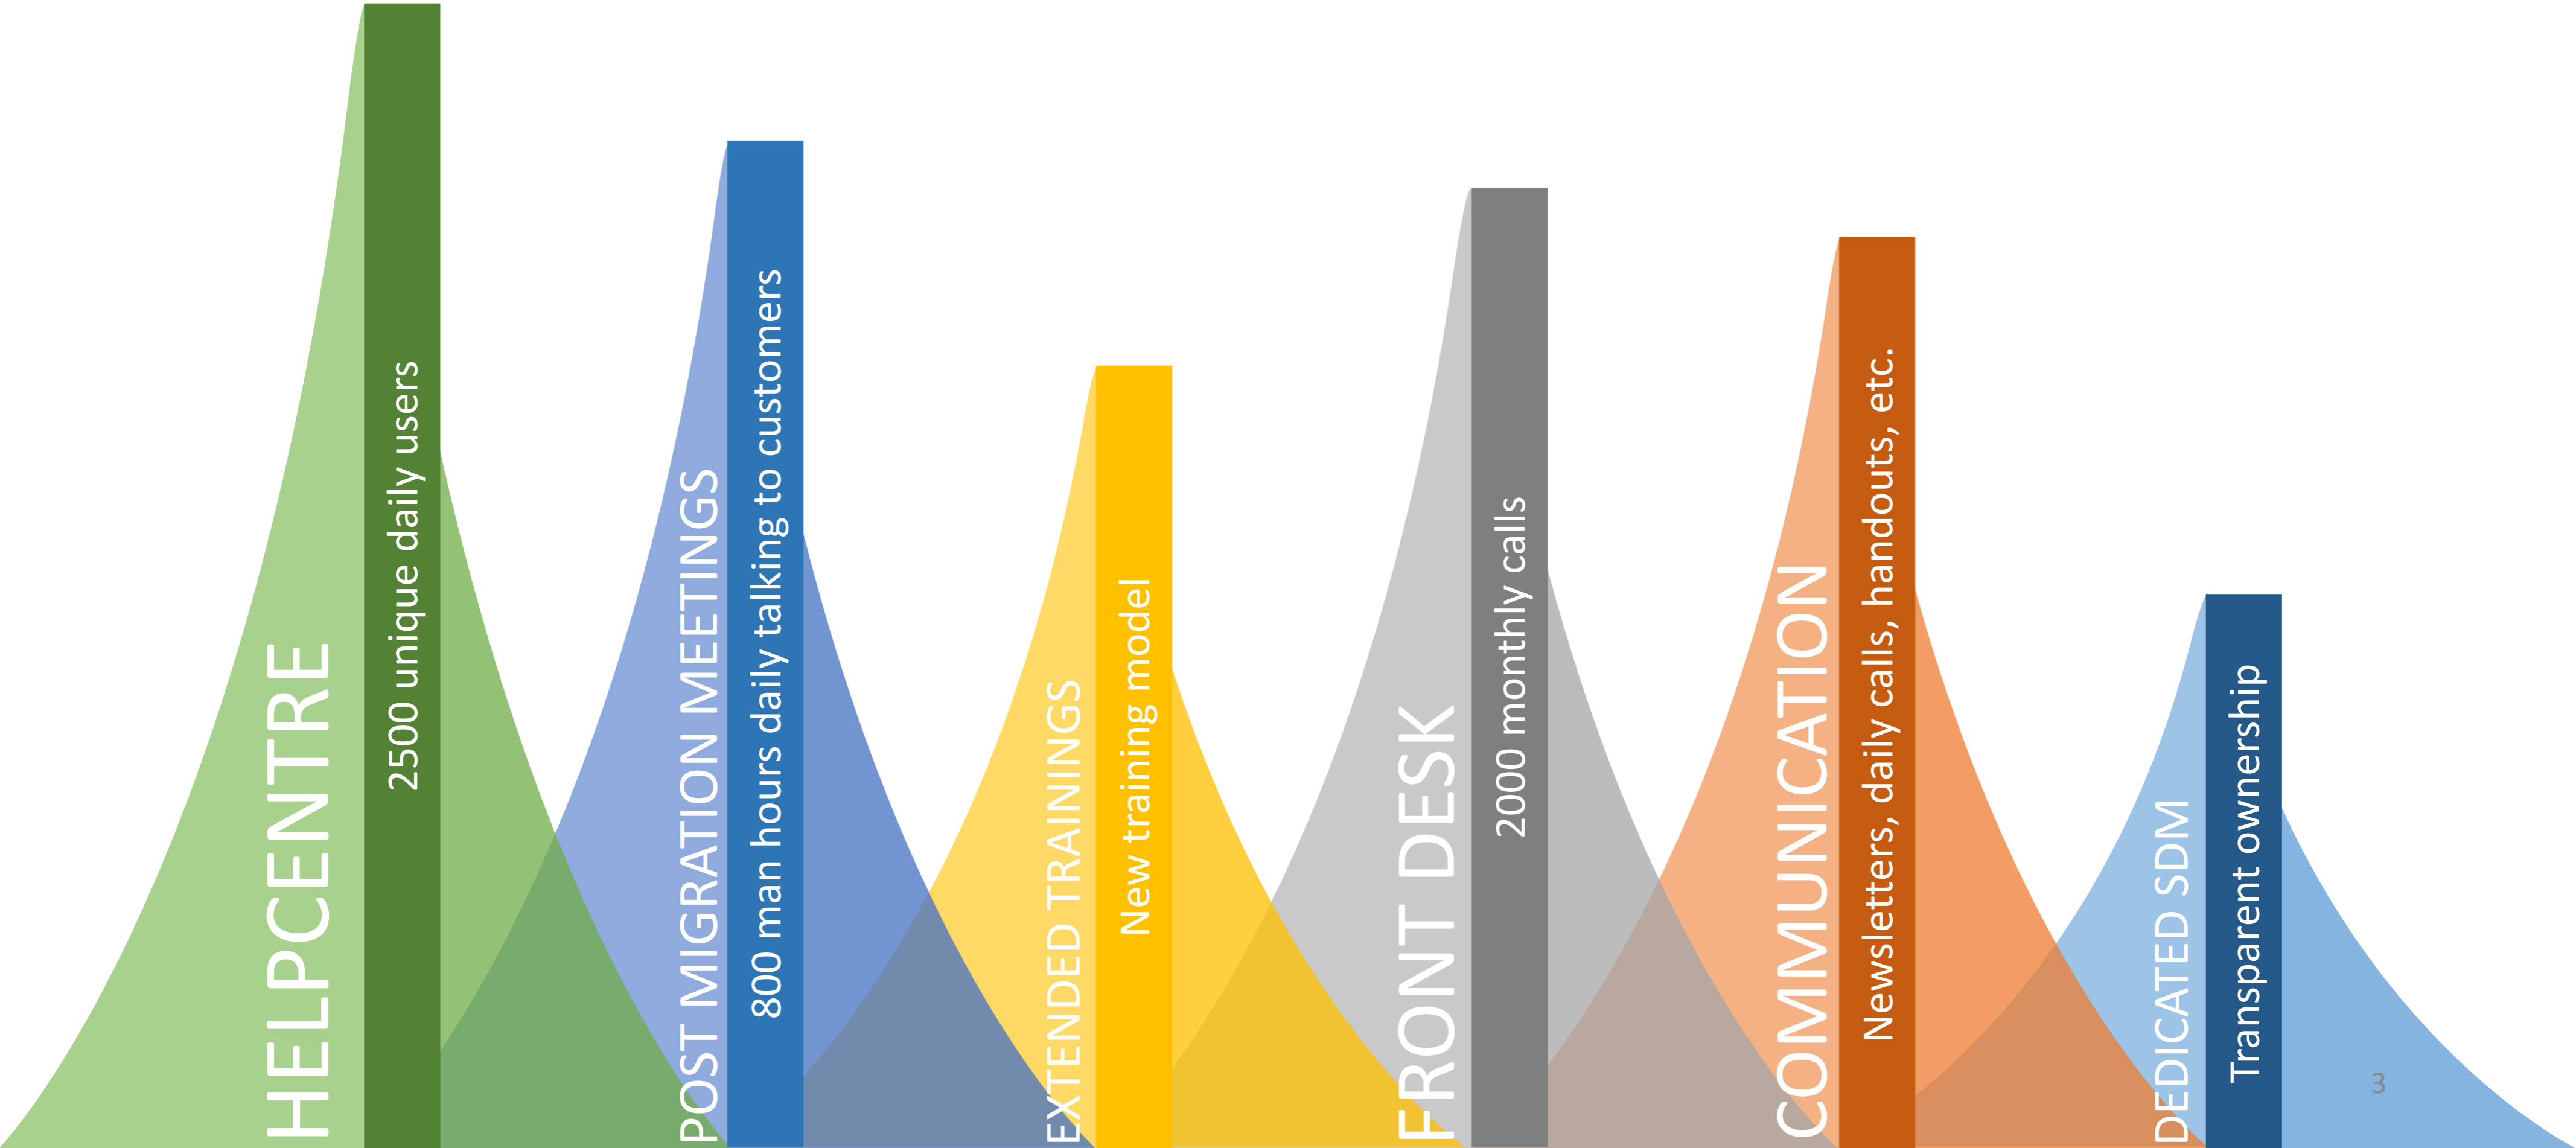 HELPCENTRE
2500 unique daily users
POST MIGRATION MEETINGS
800 man hours daily talking to customers
EXTENDED TRAININGS
New training model
FRONT DESK
2000 monthly calls
COMMUNICATION
Newsletters, daily calls, handouts, etc.
DEDICATED SDM
Transparent ownership
3